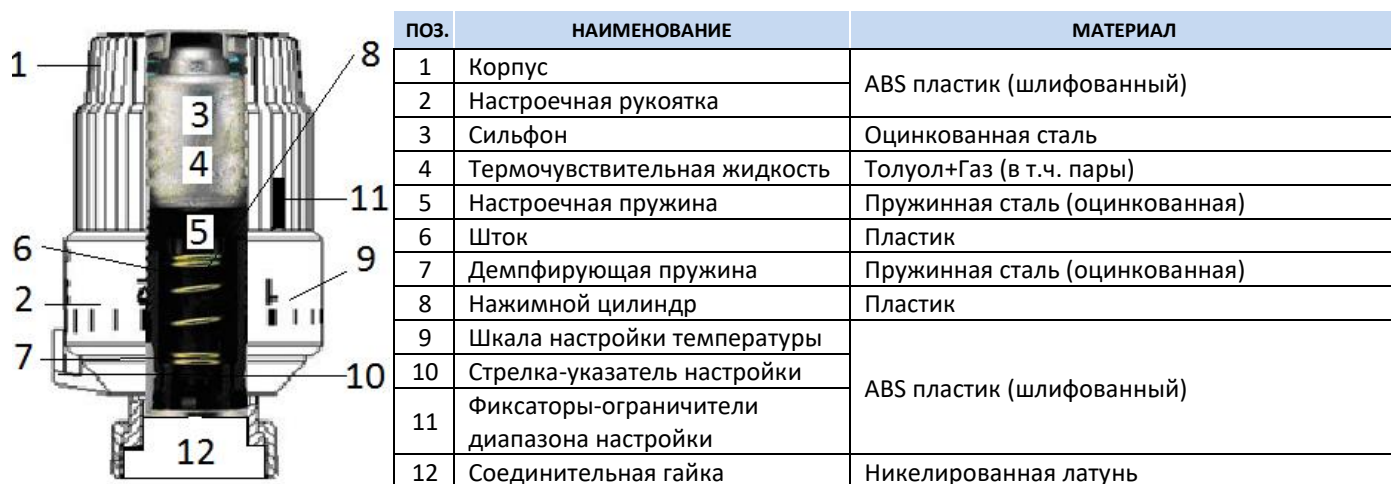 ПОЗ. НАИМЕНОВАНИЕ МАТЕРИАЛ
1 Корпус ABS пластик (шлифованный)
2 Настроечная рукоятка
3 Сильфон Оцинкованная сталь
4 Термочувствительная жидкость Толуол+Газ (в т.ч. пары)
5 Настроечная пружина Пружинная сталь (оцинкованная)
6 Шток Пластик
7 Демпфирующая пружина Пружинная сталь (оцинкованная)
8 Нажимной цилиндр Пластик
9 Шкала настройки температуры ABS пластик (шлифованный)
10 Стрелка-указатель настройки
11 Фиксаторы-ограничители
диапазона настройки
12 Соединительная гайка Никелированная латунь
1
8
3
4
11
5
6
9
2
7
10
12